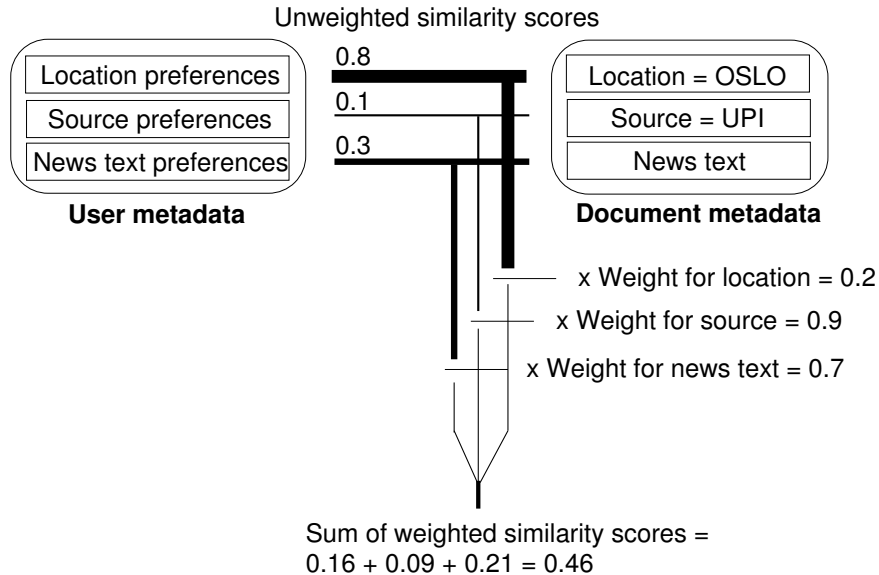 Unweighted similarity scores
Location preferences
Source preferences
News text preferences
User metadata
0.8
0.1
0.3
Location = OSLO
Source = UPI
News text
Document metadata
x Weight for location = 0.2
x Weight for source = 0.9
x Weight for news text = 0.7
Sum of weighted similarity scores =
0.16 + 0.09 + 0.21 = 0.46